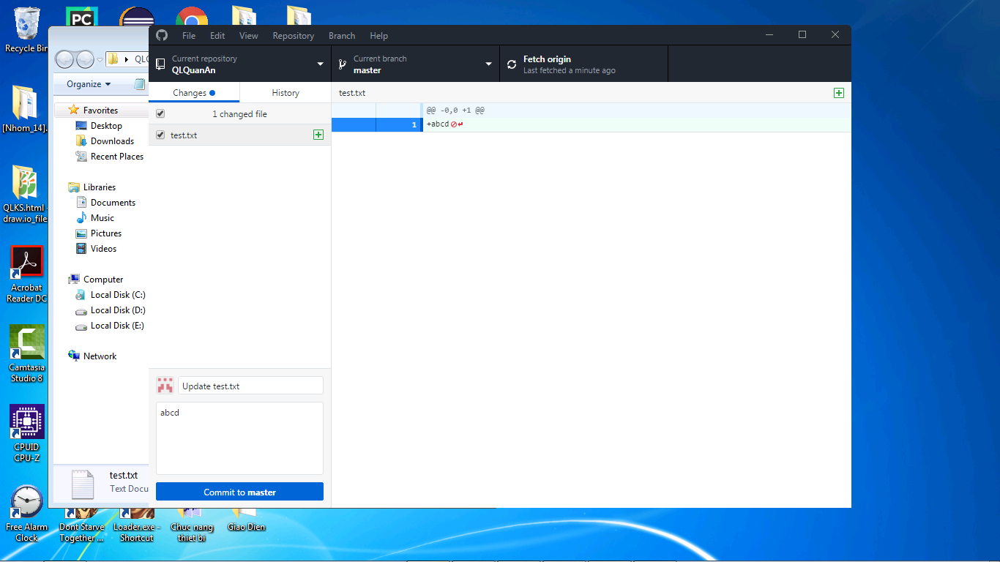 Recycle Bin
PC
[Nhom_14].
QLKS.html -
draw.io_file
Acrobat
Reader DC
Camtasia
Studio 8
CPUID
CPU-Z
Free Alarm
Clock
Dont Starve
Together ...
Loader.exe -
Shortcut
Chuc nang
thiet bi
Giao Dien
QLQ
Organize
Favorites
Desktop
Downloads
Recent Places
Libraries
Documents
Music
Pictures
Videos
Computer
Local Disk (C:)
Local Disk (D:)
Local Disk (E:)
Network
test.txt
Text Docu
File Edit View Repository Branch Help
Current repository
QLQuanAn
Current branch
master
Fetch origin
Last fetched a minute ago
Changes
History
1 changed file
test.txt
test.txt
@@ -0,0 +1 @@
1 +abcd
Update test.txt
abcd
Commit to master